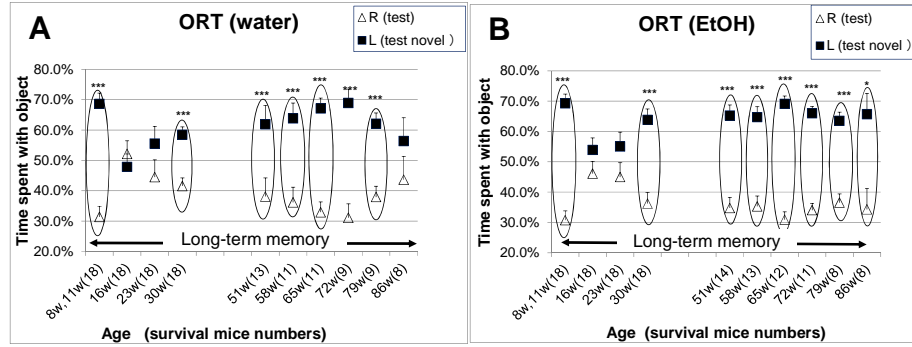 A
ORT (water)
△ R (test)
■ L (test novel )
Time spent with object
80.0%
70.0%
60.0%
50.0%
40.0%
30.0%
20.0%
***
***
***
***
***
***
***
Long-term memory
8w,11w(18)
16w(18)
23w(18)
30w(18)
51w(13)
58w(11)
65w(11)
72w(9)
79w(9)
86w(8)
Age (survival mice numbers)
B
ORT (EtOH)
△ R (test)
■ L (test novel )
Time spent with object
80.0%
70.0%
60.0%
50.0%
40.0%
30.0%
20.0%
***
***
***
***
***
***
***
*
Long-term memory
8w,11w(18)
16w(18)
23w(18)
30w(18)
51w(14)
58w(13)
65w(12)
72w(11)
79w(8)
86w(8)
Age (survival mice numbers)